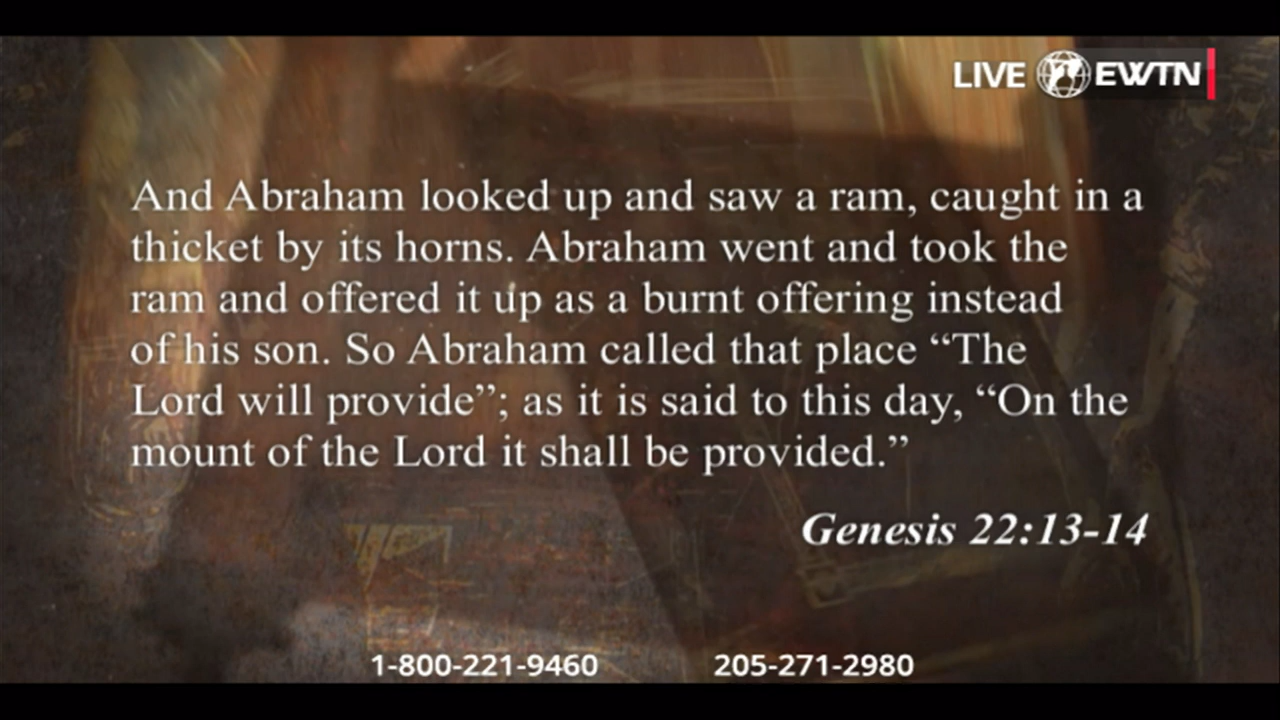 LIVE EWTN
And Abraham looked up and saw a ram, caught in a
thicket by its horns. Abraham went and took the
ram and offered it up as a burnt offering instead
of his son. So Abraham called that place “The
Lord will provide”; as it is said to this day, “On the
mount of the Lord it shall be provided.”
Genesis 22:13-14
1-800-221-9460 205-271-2980